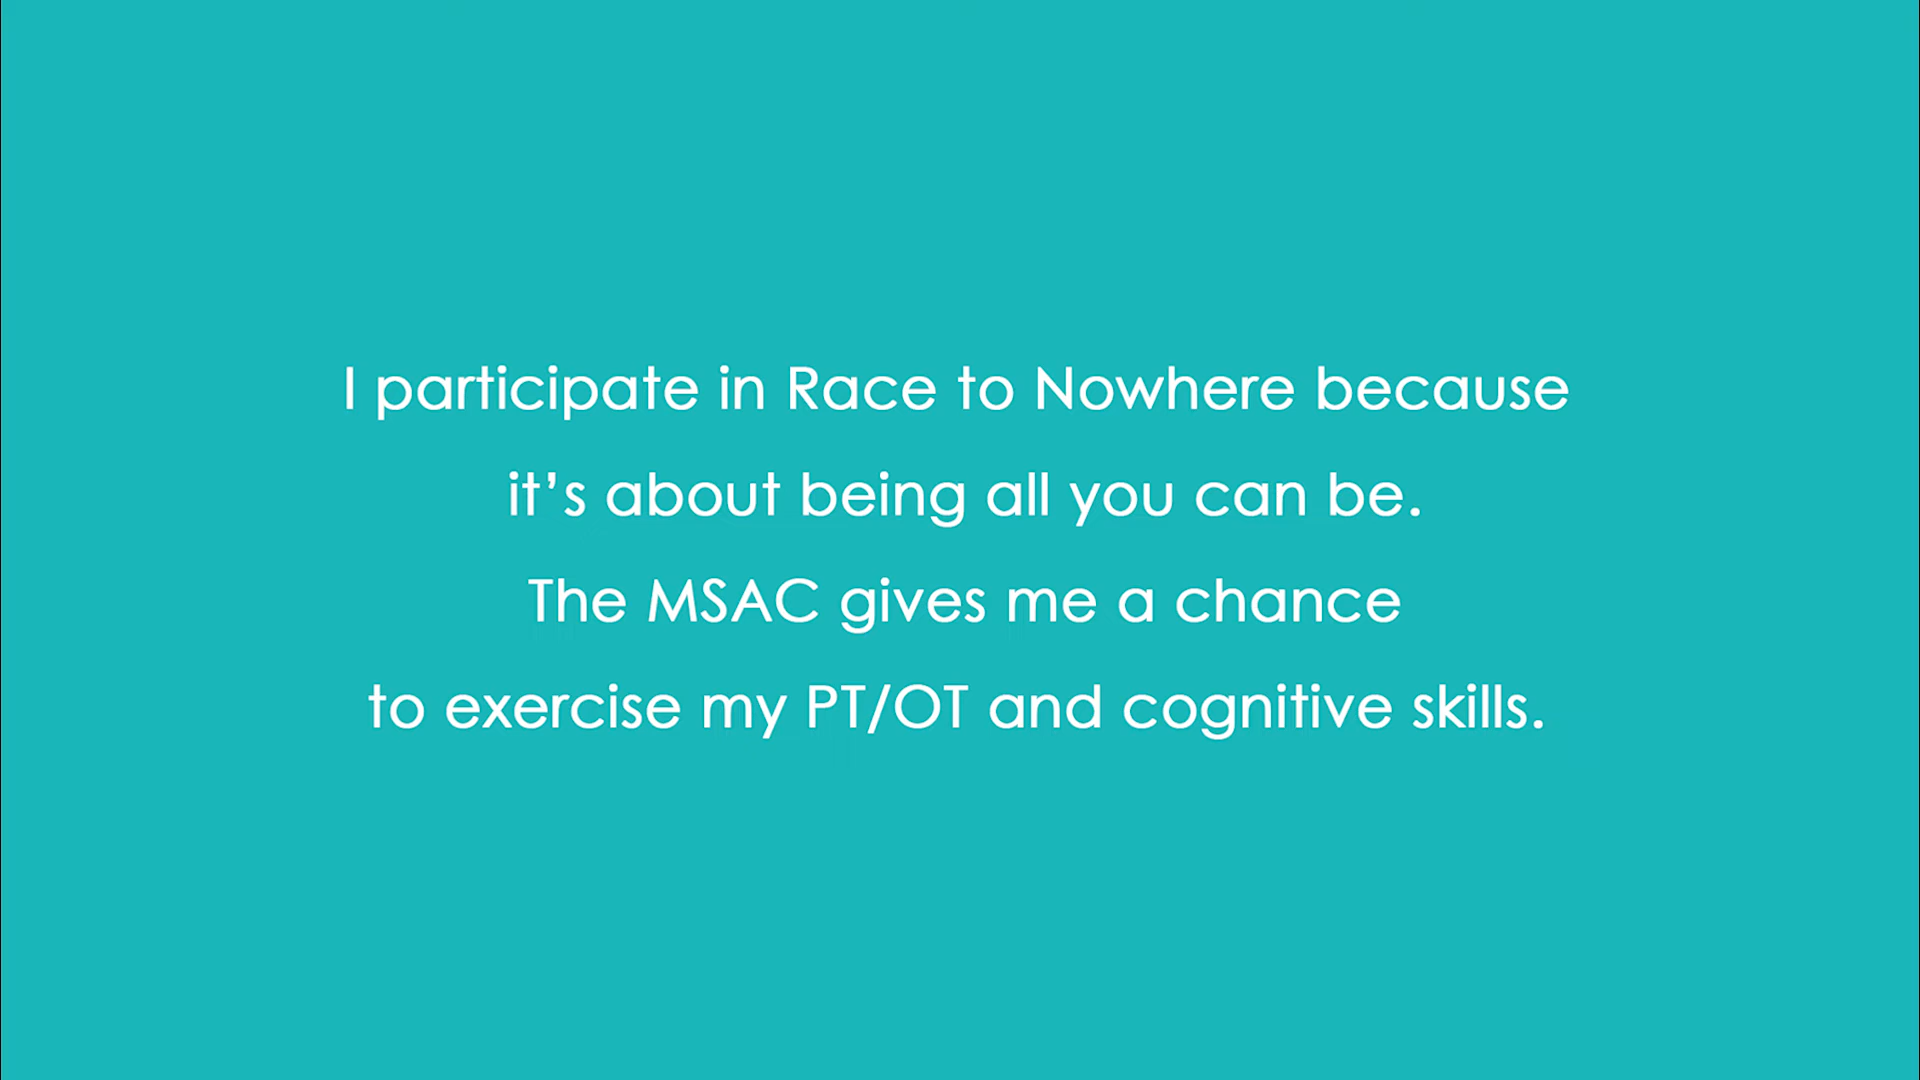 I participate in Race to Nowhere because
it’s about being all you can be.
The MSAC gives me a chance
to exercise my PT/OT and cognitive skills.